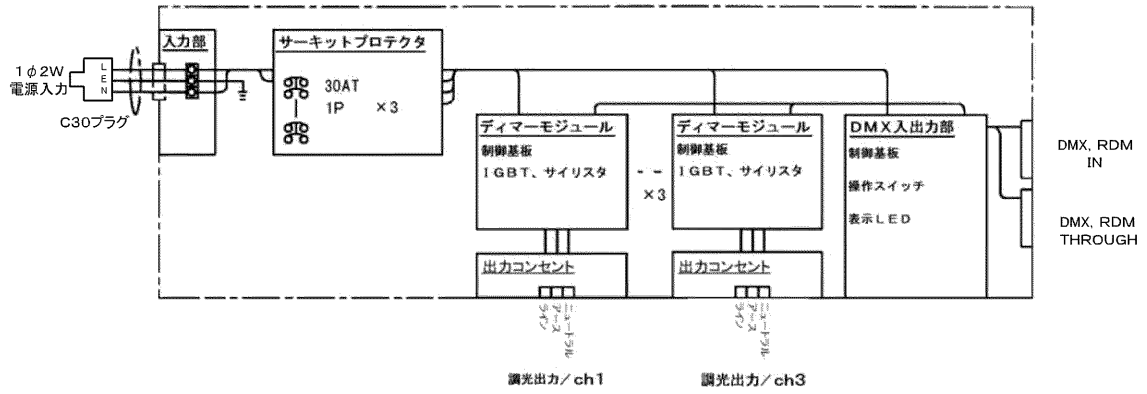 1φ2W
電源入力
L
E
N
C30プラグ
入力部
サーキットプロテクタ
30AT
1P ×3
ディマーモジュール
制御基板
IGBT、サイリスタ
- -
×3
ディマーモジュール
制御基板
IGBT、サイリスタ
DMX入出力部
制御基板
操作スイッチ
表示LED
DMX, RDM
IN
DMX, RDM
THROUGH
出力コンセント
ニュートラル
アース
ライン
調光出力/ch1
出力コンセント
ニュートラル
アース
ライン
調光出力/ch3